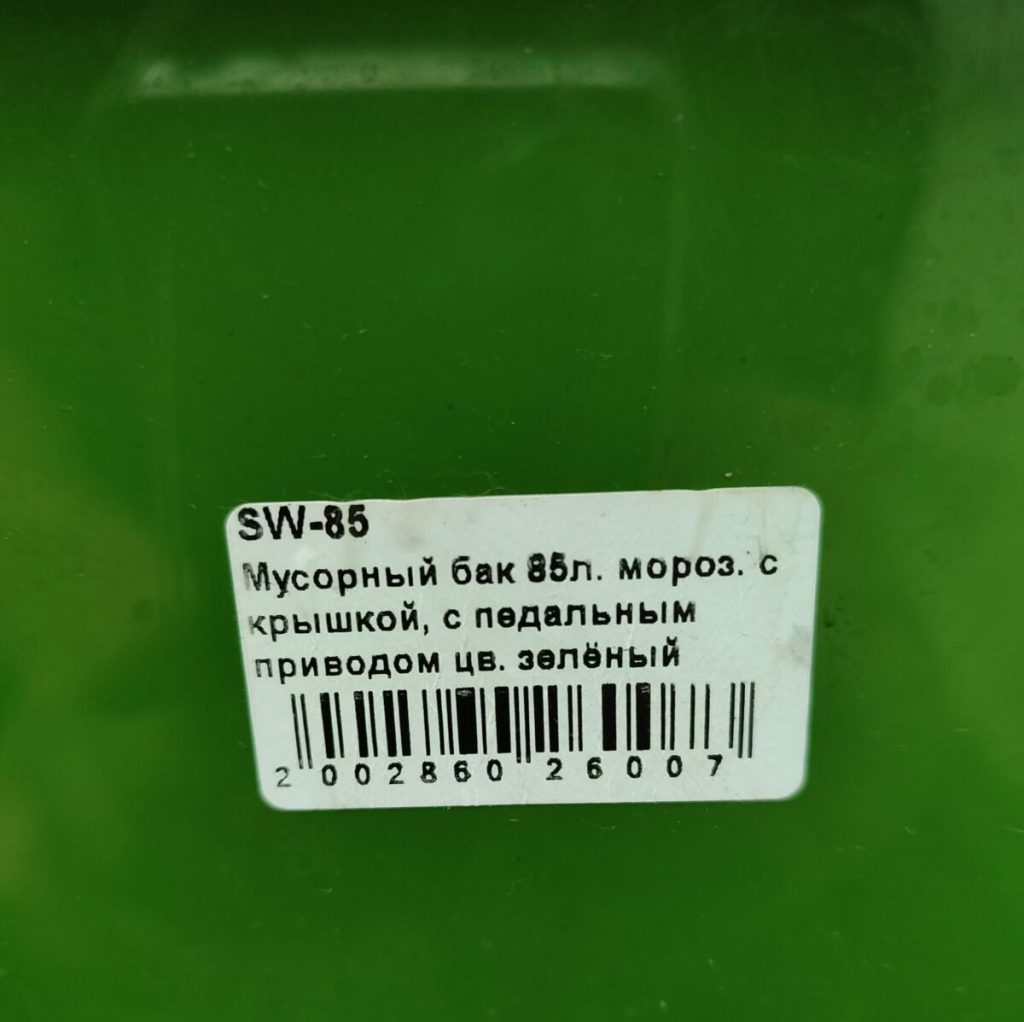 SW-85
Мусорный бак 85л. мороз. с
крышкой, с педальным
приводом цв. зелёный
2 002860 26007